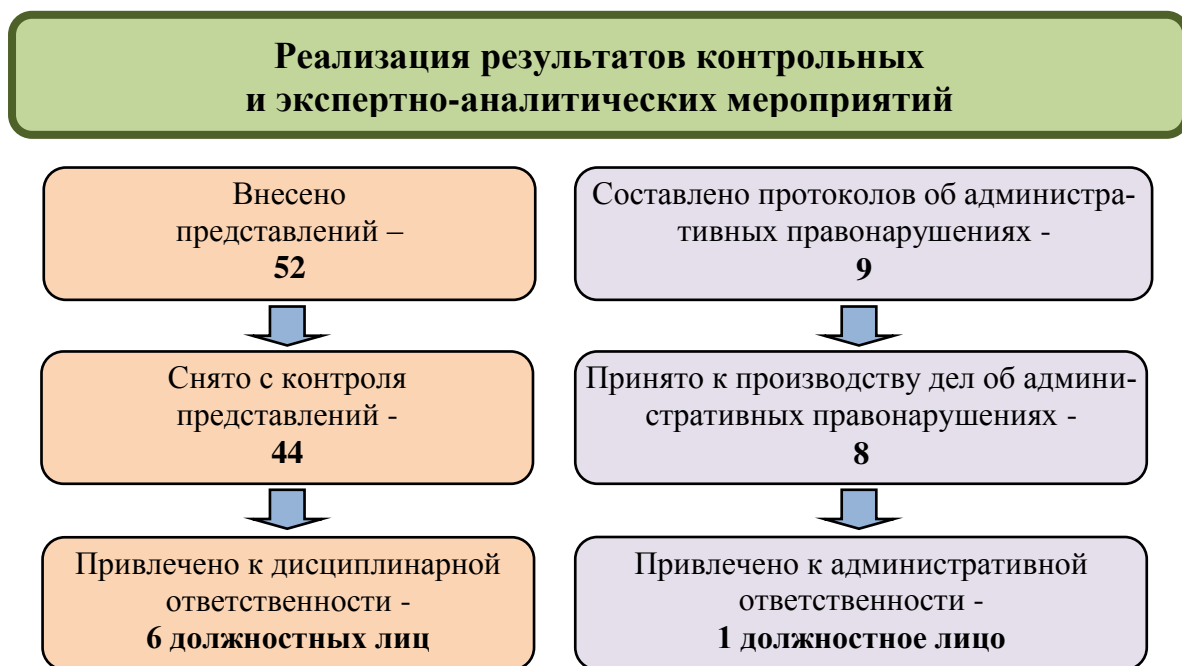 Реализация результатов контрольных
и экспертно-аналитических мероприятий
Внесено
представлений –
52
Снято с контроля
представлений -
44
Привлечено к дисциплинарной
ответственности -
6 должностных лиц
Составлено протоколов об администра-
тивных правонарушениях -
9
Принято к производству дел об админи-
стративных правонарушениях -
8
Привлечено к административной
ответственности -
1 должностное лицо